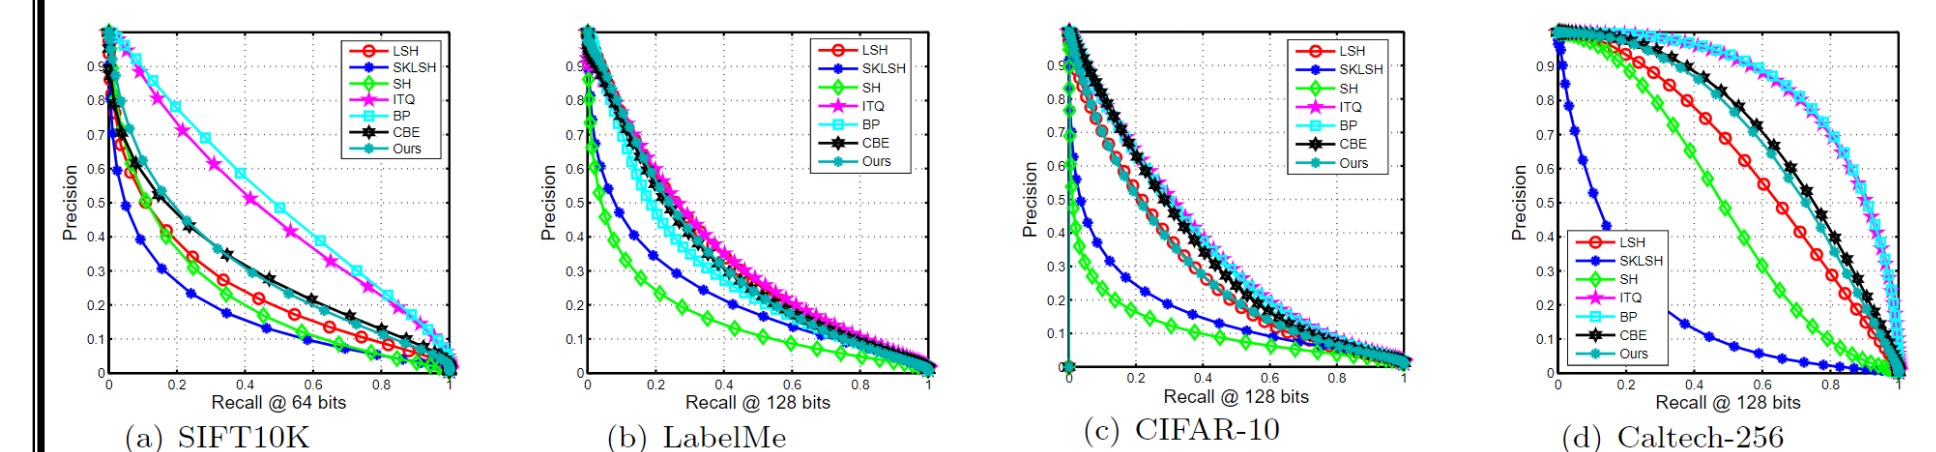 LSH
SKLSH
SH
ITQ
BP
CBE
Ours
Precision
0.9
0.8
0.7
0.6
0.5
0.4
0.3
0.2
0.1
0
0 0.2 0.4 0.6 0.8 1
Recall @ 64 bits
(a) SIFT10K
LSH
SKLSH
SH
ITQ
BP
CBE
Ours
Precision
0.9
0.8
0.7
0.6
0.5
0.4
0.3
0.2
0.1
0
0 0.2 0.4 0.6 0.8 1
Recall @ 128 bits
(b) LabelMe
LSH
SKLSH
SH
ITQ
BP
CBE
Ours
Precision
0.9
0.8
0.7
0.6
0.5
0.4
0.3
0.2
0.1
0
0 0.2 0.4 0.6 0.8 1
Recall @ 128 bits
(c) CIFAR-10
Precision
0.9
0.8
0.7
0.6
0.5
0.4
0.3
0.2
0.1
0
LSH
SKLSH
SH
ITQ
BP
CBE
Ours
0 0.2 0.4 0.6 0.8 1
Recall @ 128 bits
(d) Caltech-256